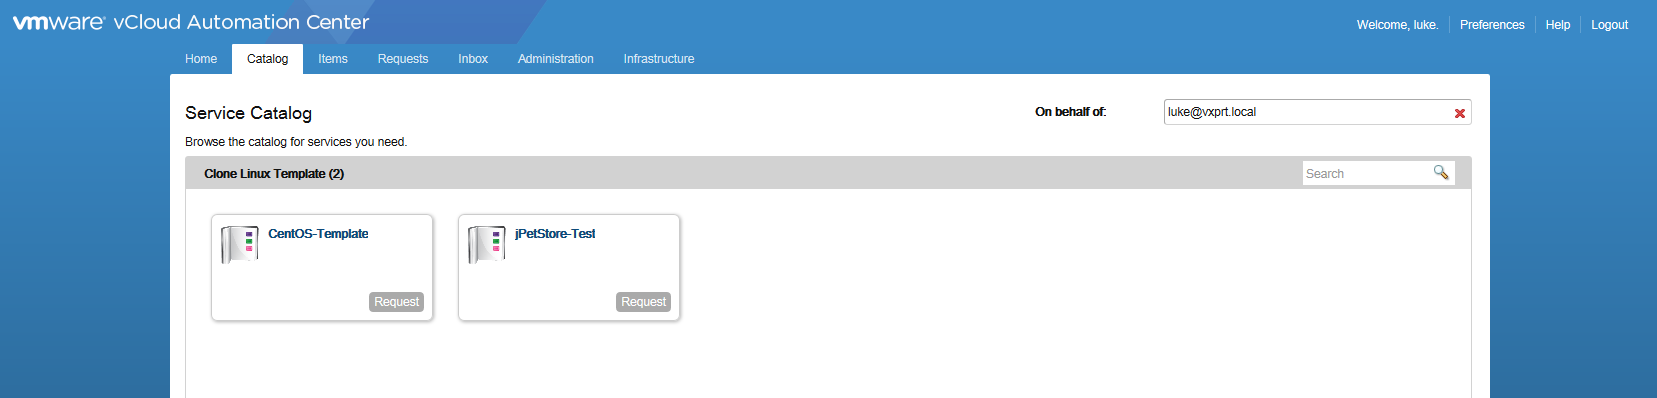 vmware vCloud Automation Center
Welcome, luke. Preferences Help Logout
Home Catalog Items Requests Inbox Administration Infrastructure
Service Catalog
On behalf of: luke@vxprt.local
Browse the catalog for services you need.
Clone Linux Template (2)
Search
CentOS-Template
Request
jPetStore-Test
Request